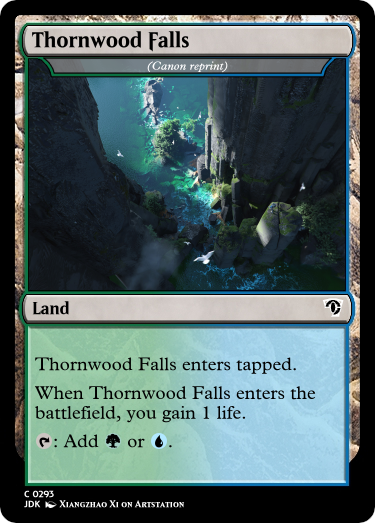 Thornwood Falls
(Canon reprint)
Land
Thornwood Falls enters tapped.
When Thornwood Falls enters the
battlefield, you gain 1 life.
: Add or .
C 0293
JDK Xiangzhao Xi on Artstation